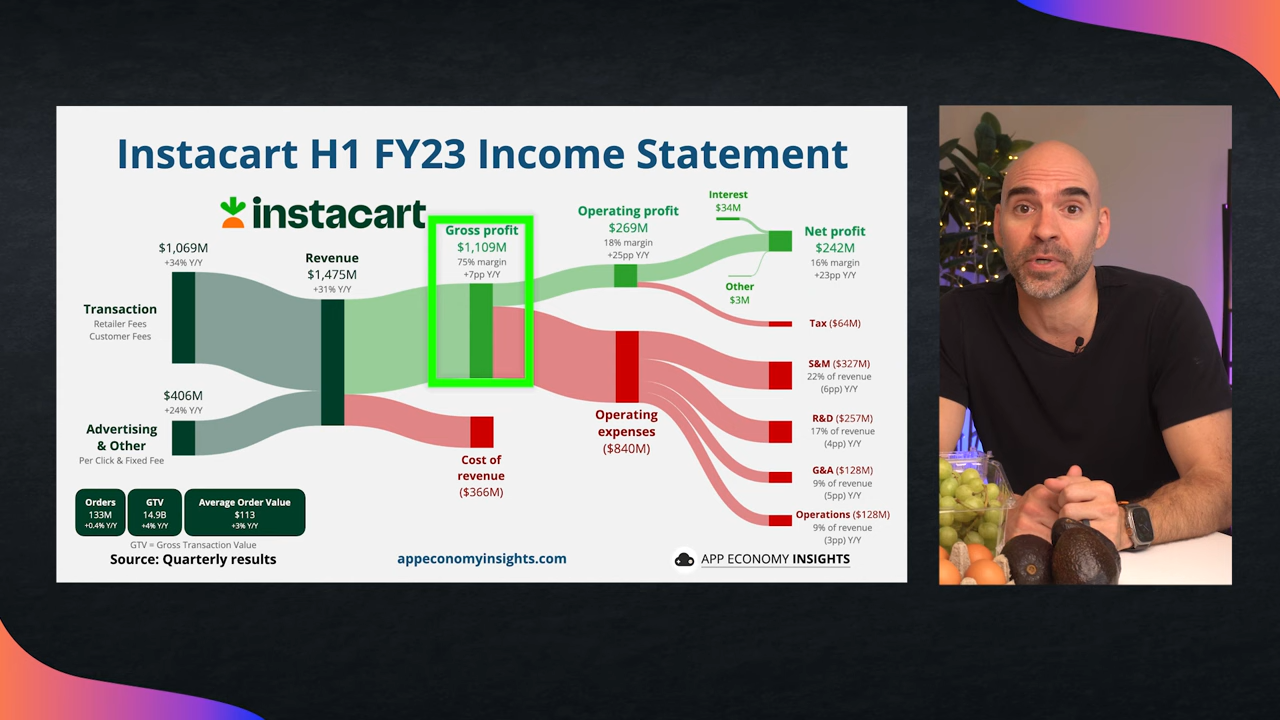 Instacart H1 FY23 Income Statement
instacart
$1,069M
+34% Y/Y
Transaction
Retailer Fees
Customer Fees
$406M
+24% Y/Y
Advertising
& Other
Per Click & Fixed Fee
Revenue
$1,475M
+31% Y/Y
Gross profit
$1,109M
75% margin
+7pp Y/Y
Cost of
revenue
($366M)
Operating profit
$269M
18% margin
+25pp Y/Y
Operating
expenses
($840M)
Interest
$34M
Other
$3M
Net profit
$242M
16% margin
+23pp Y/Y
Tax ($64M)
S&M ($327M)
22% of revenue
(6pp) Y/Y
R&D ($257M)
17% of revenue
(4pp) Y/Y
G&A ($128M)
9% of revenue
(5pp) Y/Y
Operations ($128M)
9% of revenue
(3pp) Y/Y
Orders
133M
+0.4% Y/Y
GTV
14.9B
+4% Y/Y
Average Order Value
$113
+3% Y/Y
GTV = Gross Transaction Value
Source: Quarterly results
appeconomyinsights.com
APP ECONOMY INSIGHTS